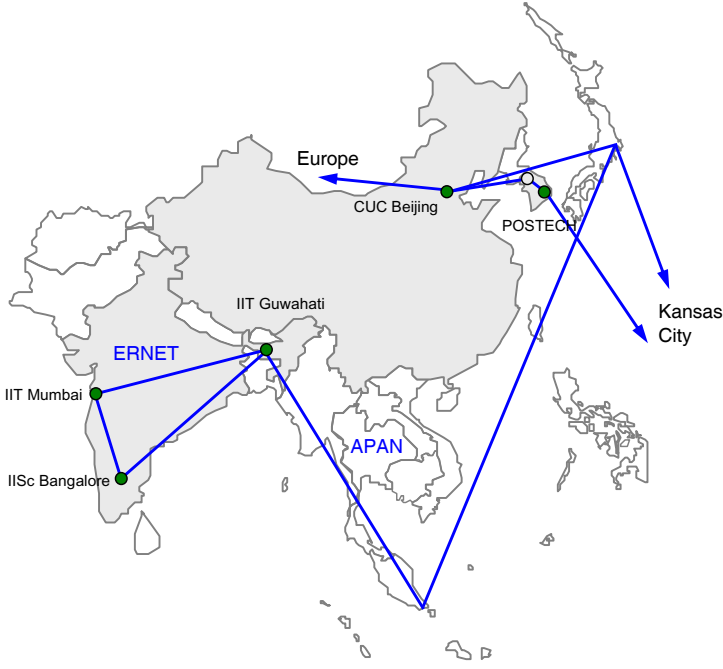 Europe
CUC Beijing
POSTECH
IIT Guwahati
Kansas
City
ERNET
IIT Mumbai
APAN
IISc Bangalore